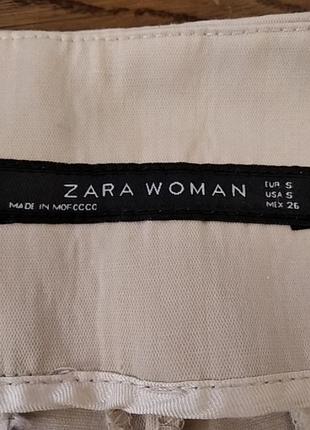 ZARA WOMAN
MADE IN MOROCCO
EUR S
USA S
MEX 26